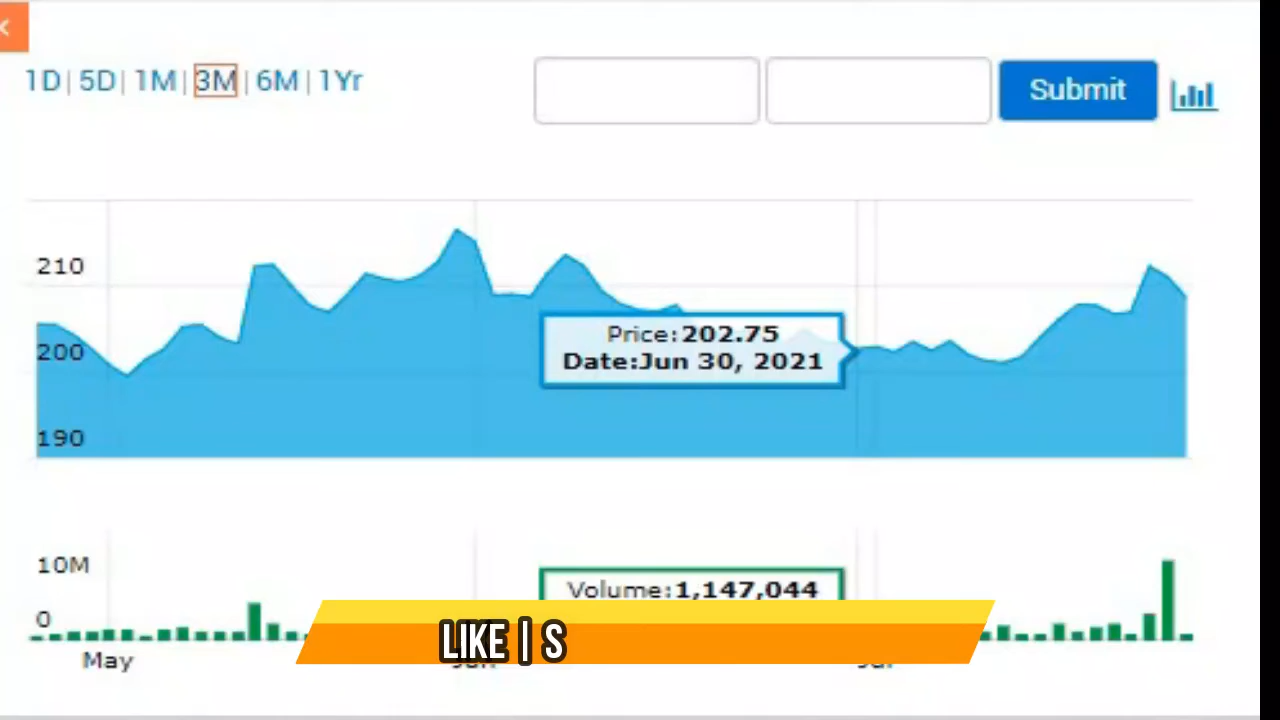 1D | 5D | 1M | 3M | 6M | 1Yr
Submit
210
200
190
Price:202.75
Date:Jun 30, 2021
10M
0
Volume:1,147,044
May
LIKE | S